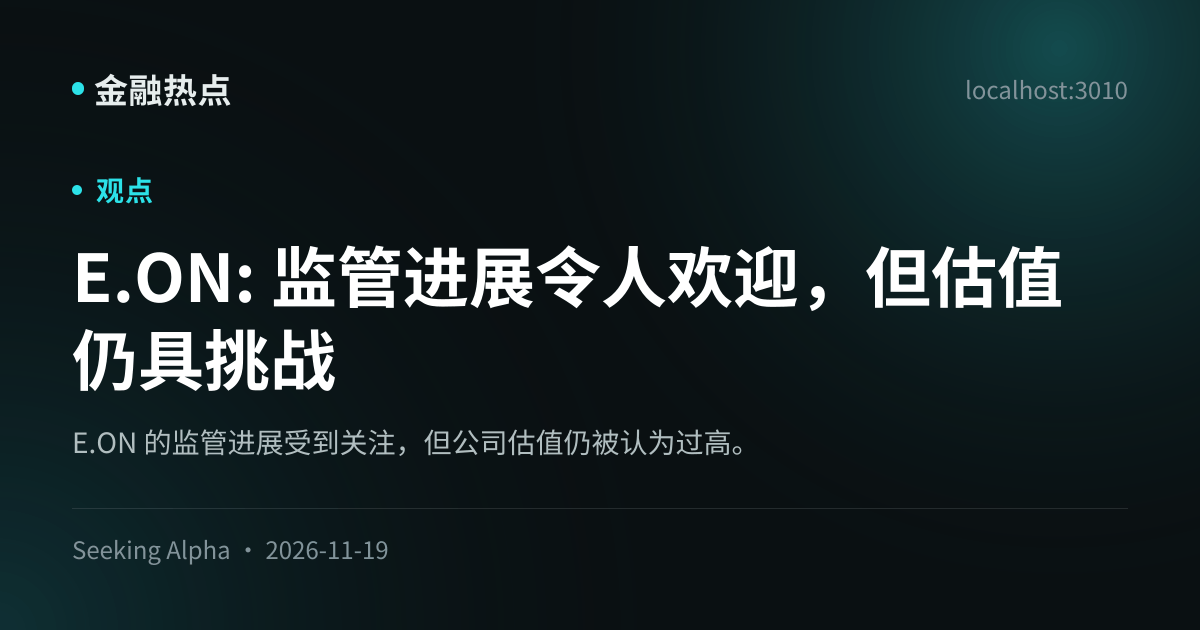 金融热点
localhost:3010
观点
E.ON: 监管进展令人欢迎，但估值
仍具挑战
E.ON 的监管进展受到关注，但公司估值仍被认为过高。
Seeking Alpha • 2026-11-19